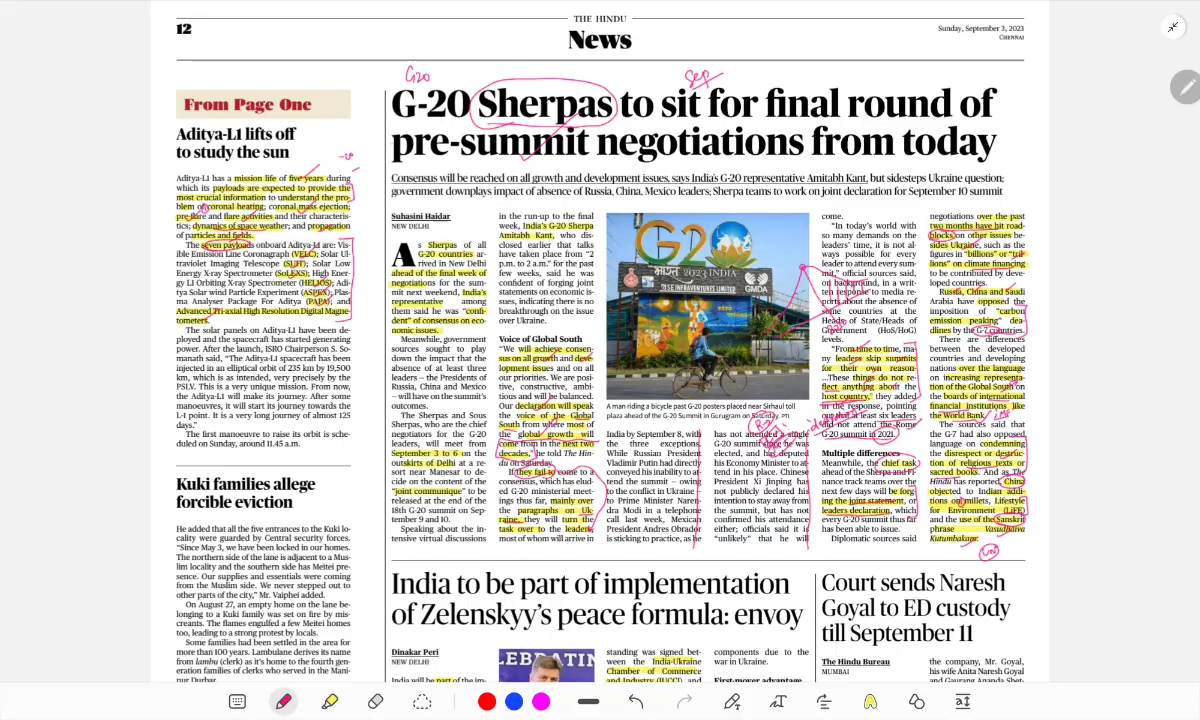 12
THE HINDU
News
Sunday, September 3, 2023
CHENNAI
From Page One
Aditya-L1 lifts off
to study the sun
Aditya-L1 has a mission life of five years during
which its payloads are expected to provide the
most crucial information to understand the pro-
blem of coronal heating; coronal mass ejection;
pre-flare and flare activities and their characteris-
tics; dynamics of space weather; and propagation
of particles and fields.
The seven payloads onboard Aditya-L1 are: Vis-
ible Emission Line Coronagraph (VELC); Solar Ul-
traviolet Imaging Telescope (SUIT); Solar Low
Energy X-ray Spectrometer (SoLEXS); High Ener-
gy L1 Orbiting X-ray Spectrometer (HEL1OS); Adi-
tya Solar wind Particle Experiment (ASPEX); Plas-
ma Analyser Package For Aditya (PAPA); and
Advanced Tri-axial High Resolution Digital Magne-
tometers.
The solar panels on Aditya-L1 have been de-
ployed and the spacecraft has started generating
power. After the launch, ISRO Chairperson S. So-
manath said, “The Aditya-L1 spacecraft has been
injected in an elliptical orbit of 235 km by 19,500
km, which is as intended, very precisely by the
PSLV. This is a very unique mission. From now,
the Aditya-L1 will make its journey. After some
manoeuvres, it will start its journey towards the
L-1 point. It is a very long journey of almost 125
days.”
The first manoeuvre to raise its orbit is sche-
duled on Sunday, around 11.45 a.m.
Kuki families allege
forcible eviction
He added that all the five entrances to the Kuki lo-
cality were guarded by Central security forces.
“Since May 3, we have been locked in our homes.
The northern side of the lane is adjacent to a Mus-
lim locality and the southern side has Meitei pre-
sence. Our supplies and essentials were coming
from the Muslim side. We never stepped out to
other parts of the city,” Mr. Vaiphei added.
On August 27, an empty home on the lane be-
longing to a Kuki family was set on fire by mis-
creants. The flames engulfed a few Meitei homes
too, leading to a strong protest by locals.
Some families had been settled in the area for
more than 100 years. Lambulane derives its name
from lambu (clerk) as it’s home to the fourth gen-
eration families of clerks who served in the Mani-
pur Durbar.
G20
Sep
G-20 Sherpas to sit for final round of
pre-summit negotiations from today
Consensus will be reached on all growth and development issues, says India’s G-20 representative Amitabh Kant, but sidesteps Ukraine question;
government downplays impact of absence of Russia, China, Mexico leaders; Sherpa teams to work on joint declaration for September 10 summit
Suhasini Haidar
NEW DELHI
As Sherpas of all
G-20 countries ar-
rived in New Delhi
ahead of the final week of
negotiations for the sum-
mit next weekend, India’s
representative among
them said he was “confi-
dent” of consensus on eco-
nomic issues.
Meanwhile, government
sources sought to play
down the impact that the
absence of at least three
leaders – the Presidents of
Russia, China and Mexico
– will have on the summit’s
outcomes.
The Sherpas and Sous
Sherpas, who are the chief
negotiators for the G-20
leaders, will meet from
September 3 to 6 on the
outskirts of Delhi at a re-
sort near Manesar to de-
cide on the content of the
“joint communique” to be
released at the end of the
18th G-20 summit on Sep-
tember 9 and 10.
Speaking about the in-
tensive virtual discussions
in the run-up to the final
week, India’s G-20 Sherpa
Amitabh Kant, who dis-
closed earlier that talks
have taken place from “2
p.m. to 2 a.m.” for the past
few weeks, said he was
confident of forging joint
statements on economic is-
sues, indicating there is no
breakthrough on the issue
over Ukraine.
Voice of Global South
“We will achieve consen-
sus on all growth and deve-
lopment issues and on all
our priorities. We are posi-
tive, constructive, ambi-
tious and will be balanced.
Our declaration will speak
the voice of the Global
South from where most of
the global growth will
come from in the next two
decades,” he told The Hin-
du on Saturday.
If they fail to come to a
consensus, which has elud-
ed G-20 ministerial meet-
ings thus far, mainly over
the paragraphs on Uk-
raine, they will turn the
task over to the leaders,
most of whom will arrive in
A man riding a bicycle past G-20 posters placed near Sirhaul toll
plaza ahead of the G-20 Summit in Gurugram on Saturday. PTI
India by September 8, with
the three exceptions.
While Russian President
Vladimir Putin had directly
conveyed his inability to at-
tend the summit – owing
to the conflict in Ukraine –
to Prime Minister Naren-
dra Modi in a telephone
call last week, Mexican
President Andres Obrador
is sticking to practice, as he
has not attended a single
G-20 summit since he was
elected, and has deputed
his Economy Minister to at-
tend in his place. Chinese
President Xi Jinping has
not publicly declared his
intention to stay away from
the summit, but has not
confirmed his attendance
either; officials said it is
“unlikely” that he will
come.
“In today’s world with
so many demands on the
leaders’ time, it is not al-
ways possible for every
leader to attend every sum-
mit,” official sources said,
on background, in a writ-
ten response to media re-
ports about the absence of
some countries at the
Heads of State/Heads of
Government (HoS/HoG)
levels.
“From time to time, ma-
ny leaders skip summits
for their own reason-
...These things do not re-
flect anything about the
host country,” they added
in the response, pointing
out that at least six leaders
did not attend the Rome
G-20 summit in 2021.
Multiple differences
Meanwhile, the chief task
ahead of the Sherpa and Fi-
nance track teams over the
next few days will be forg-
ing the joint statement, or
leaders declaration, which
every G-20 summit thus far
has been able to issue.
Diplomatic sources said
negotiations over the past
two months have hit road-
blocks on other issues be-
sides Ukraine, such as the
figures in “billions” or “tril-
lions” on climate financing
to be contributed by deve-
loped countries.
Russia, China and Saudi
Arabia have opposed the
imposition of “carbon
emission peaking” dea-
dlines by the G-7 countries.
There are differences
between the developed
countries and developing
nations over the language
on increasing representa-
tion of the Global South on
the boards of international
financial institutions like
the World Bank.
The sources said that
the G-7 had also opposed
language on condemning
the disrespect or destruc-
tion of religious texts or
sacred books. And as The
Hindu has reported, China
objected to Indian addi-
tions on millets, Lifestyle
for Environment (LiFE)
and the use of the Sanskrit
phrase Vasudhaiva
Kutumbakam.
UN
G20
भारत 2023 INDIA
DSE INFRAVENTURES LIMITED
GMDA
India to be part of implementation
of Zelenskyy’s peace formula: envoy
Dinakar Peri
NEW DELHI
India will be part of the im-
LEBRATIN
standing was signed bet-
ween the India-Ukraine
Chamber of Commerce
and Industry (IUCCI), and
components due to the
war in Ukraine.
First-mover advantage
Court sends Naresh
Goyal to ED custody
till September 11
The Hindu Bureau
MUMBAI
the company, Mr. Goyal,
his wife Anita Naresh Goyal
and Gaurang Ananda Shet-